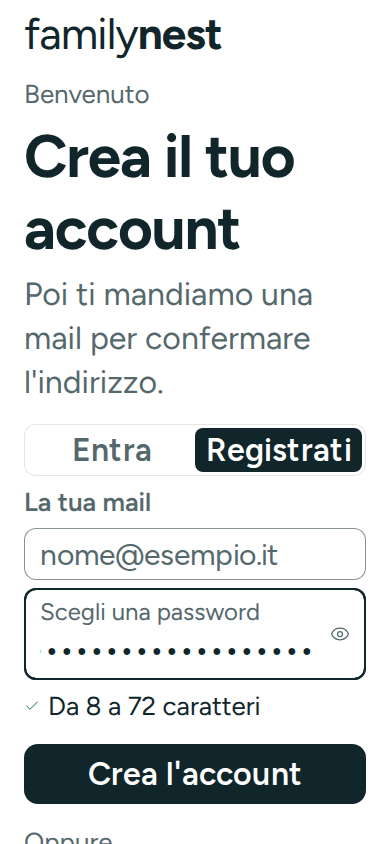 familynest
Benvenuto
Crea il tuo
account
Poi ti mandiamo una
mail per confermare
l'indirizzo.
Entra
Registrati
La tua mail
nome@esempio.it
Scegli una password
Da 8 a 72 caratteri
Crea l'account
Oppure